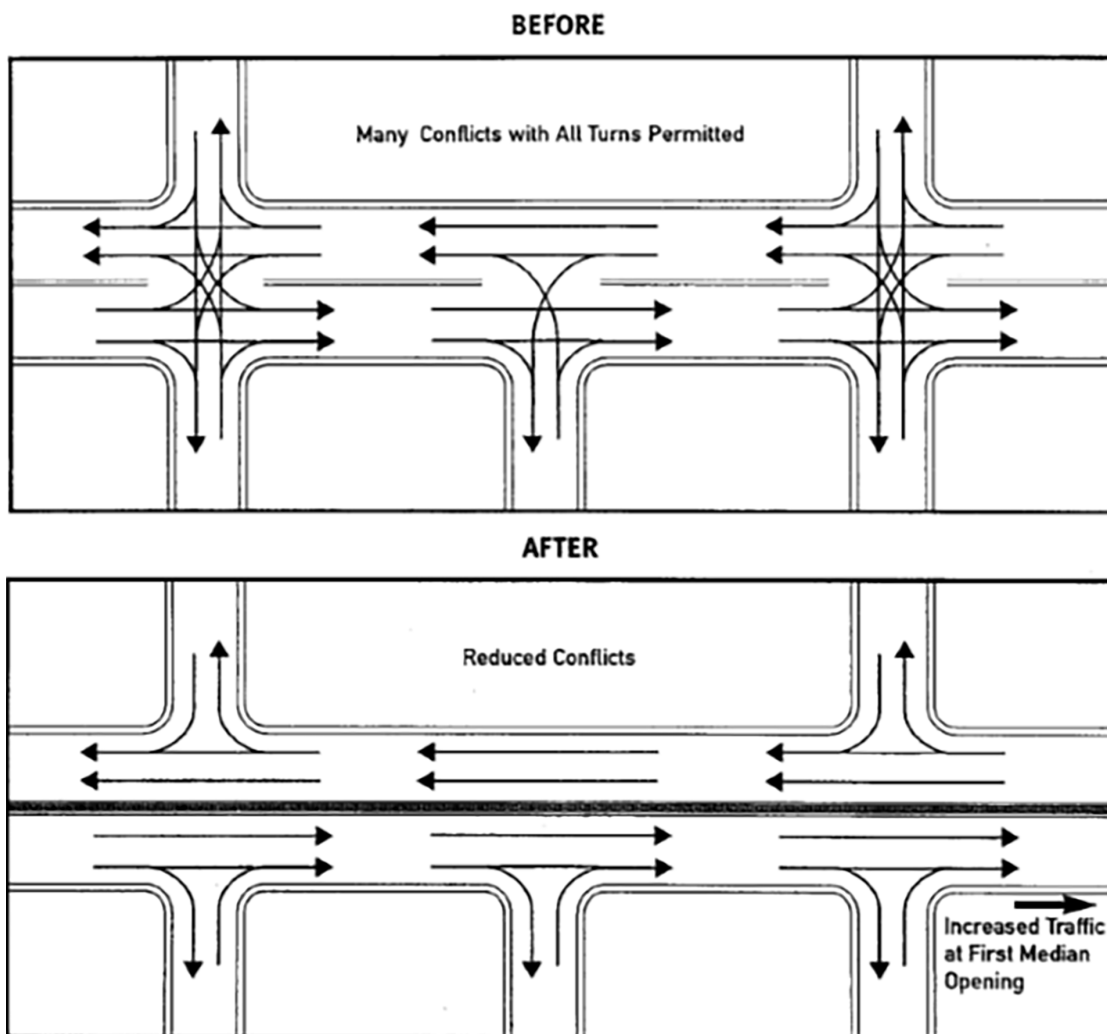 BEFORE
Many Conflicts with All Turns Permitted
AFTER
Reduced Conflicts
Increased Traffic
at First Median
Opening